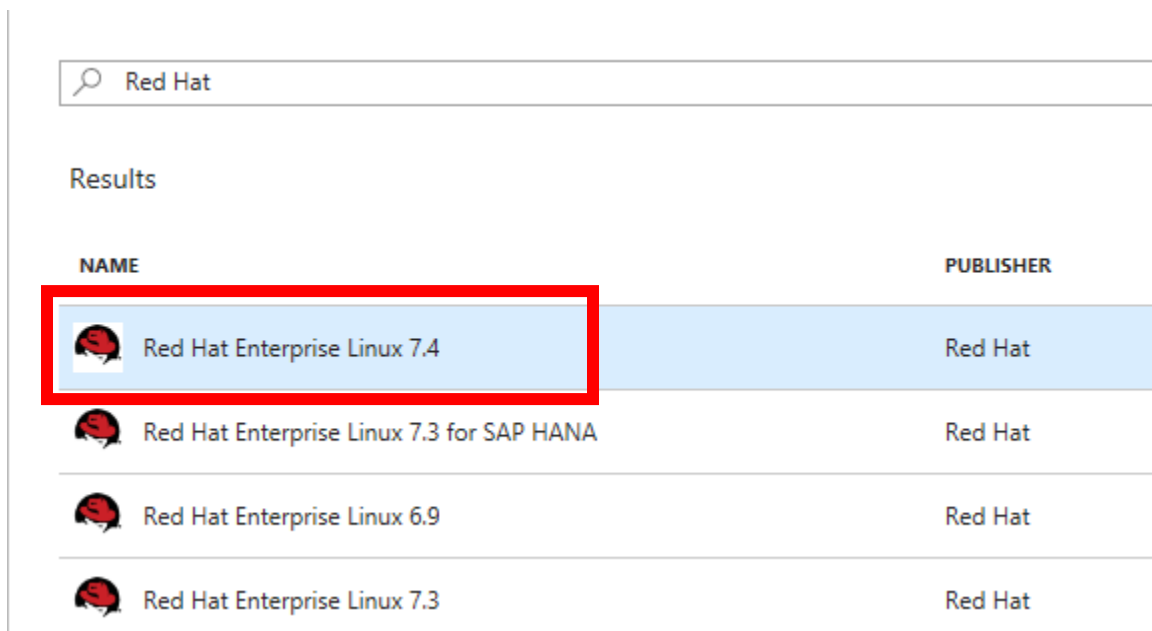 Red Hat
Results
NAME PUBLISHER
Red Hat Enterprise Linux 7.4 Red Hat
Red Hat Enterprise Linux 7.3 for SAP HANA Red Hat
Red Hat Enterprise Linux 6.9 Red Hat
Red Hat Enterprise Linux 7.3 Red Hat